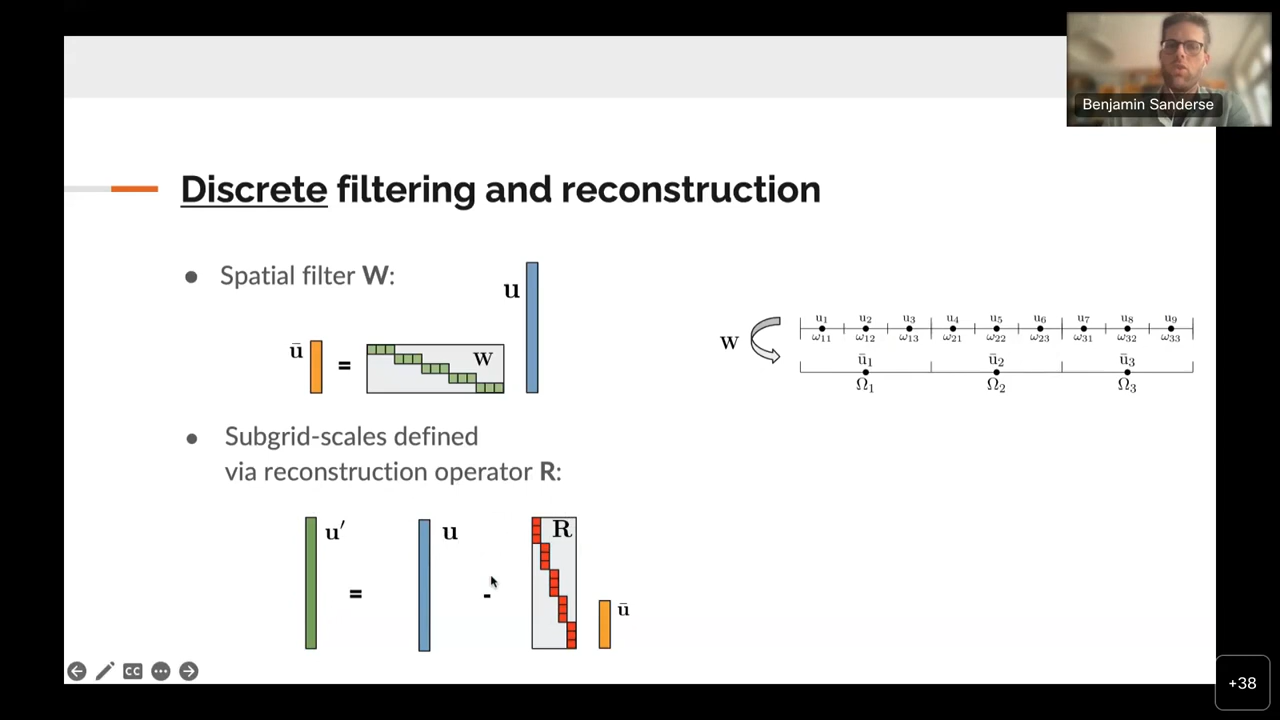 Benjamin Sanderse
Discrete filtering and reconstruction
● Spatial filter W:
u
ū = W
● Subgrid-scales defined
via reconstruction operator R:
u′ = u - R ū
W
u₁ u₂ u₃ u₄ u₅ u₆ u₇ u₈ u₉
ω₁₁ ω₁₂ ω₁₃ ω₂₁ ω₂₂ ω₂₃ ω₃₁ ω₃₂ ω₃₃
ū₁ ū₂ ū₃
Ω₁ Ω₂ Ω₃
CC
+38